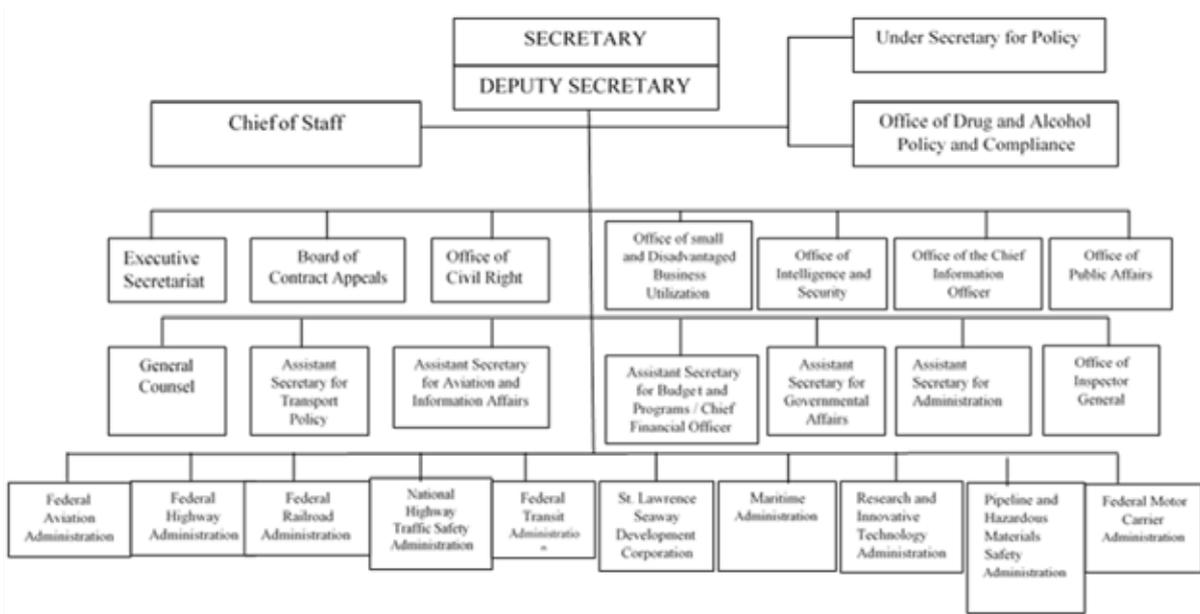 SECRETARY
DEPUTY SECRETARY
Under Secretary for Policy
Chief of Staff
Office of Drug and Alcohol
Policy and Compliance
Executive
Secretariat
Board of
Contract Appeals
Office of
Civil Right
Office of small
and Disadvantaged
Business
Utilization
Office of
Intelligence and
Security
Office of the Chief
Information
Officer
Office of
Public Affairs
General
Counsel
Assistant
Secretary for
Transport
Policy
Assistant Secretary
for Aviation and
Information Affairs
Assistant Secretary
for Budget and
Programs / Chief
Financial Officer
Assistant
Secretary for
Governmental
Affairs
Assistant
Secretary for
Administration
Office of
Inspector
General
Federal
Aviation
Administration
Federal
Highway
Administration
Federal
Railroad
Administration
National
Highway
Traffic Safety
Administration
Federal
Transit
Administratio
n
St. Lawrence
Seaway
Development
Corporation
Maritime
Administration
Research and
Innovative
Technology
Administration
Pipeline and
Hazardous
Materials
Safety
Administration
Federal Motor
Carrier
Administration